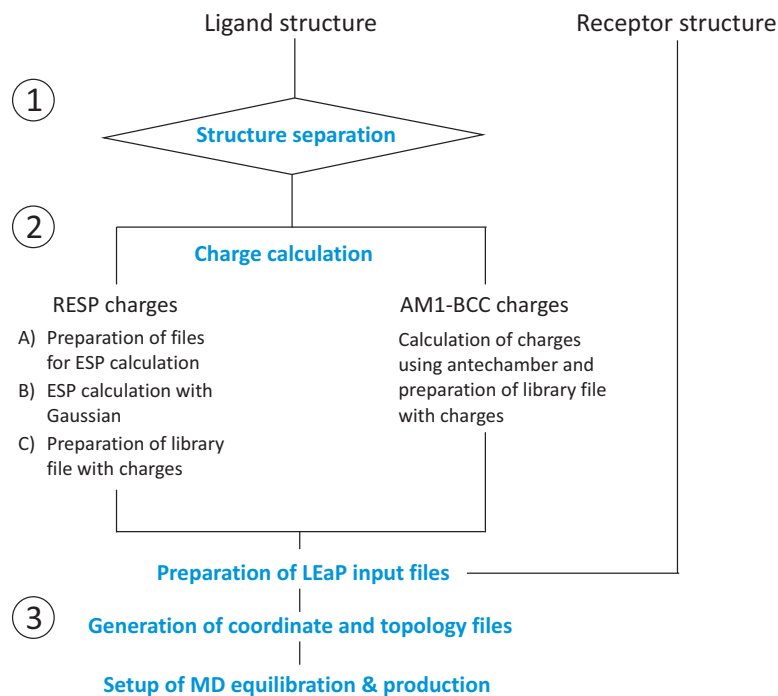 Ligand structure
Receptor structure
1
Structure separation
2
Charge calculation
RESP charges
A) Preparation of files
for ESP calculation
B) ESP calculation with
Gaussian
C) Preparation of library
file with charges
AM1-BCC charges
Calculation of charges
using antechamber and
preparation of library file
with charges
Preparation of LEaP input files
3
Generation of coordinate and topology files
Setup of MD equilibration & production